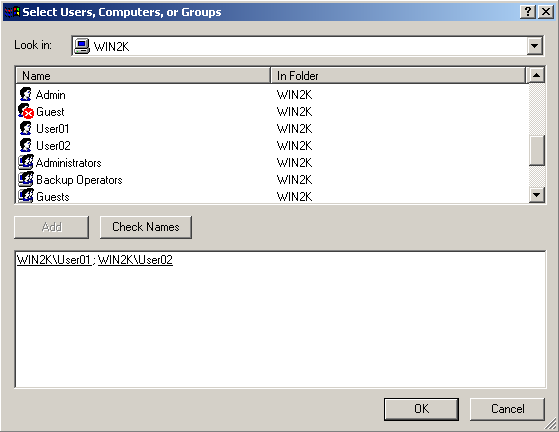 Select Users, Computers, or Groups
Look in: WIN2K
Name In Folder
Admin WIN2K
Guest WIN2K
User01 WIN2K
User02 WIN2K
Administrators WIN2K
Backup Operators WIN2K
Guests WIN2K
Add Check Names
WIN2K\User01; WIN2K\User02
OK Cancel